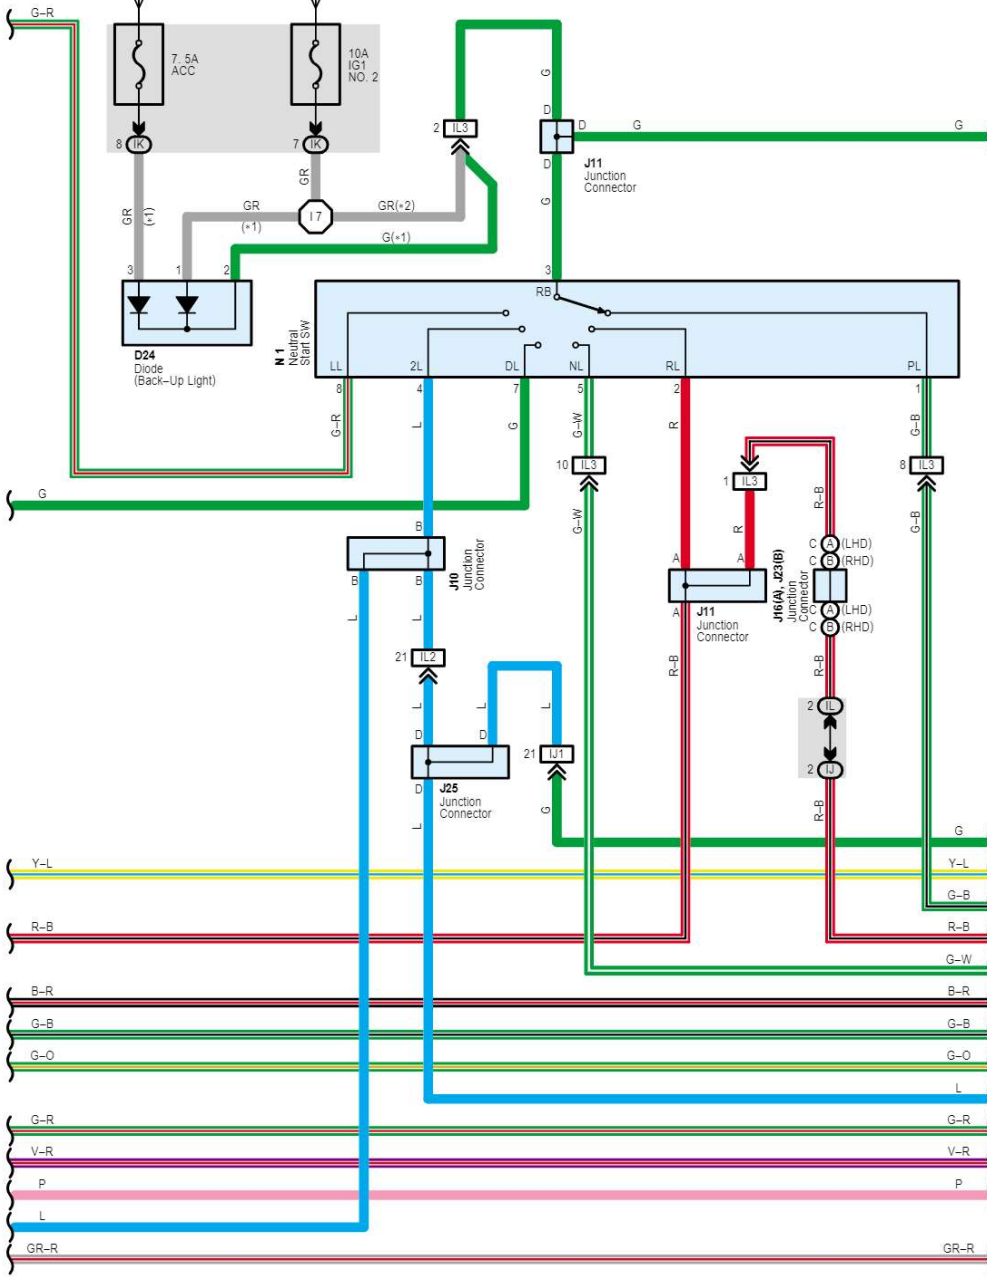 G–R
7. 5A
ACC
10A
IG1
NO. 2
8 IK
7 IK
2 IL3
G
D
D
G
G
D
J11
Junction
Connector
G
GR
(*1)
GR
GR
(*1)
I7
GR(*2)
G(*1)
3
1
2
D24
Diode
(Back–Up Light)
3
RB
N 1
Neutral
Start SW
LL
2L
DL
NL
RL
PL
8
4
7
5
2
1
G–R
L
G
G–W
R
G–B
10 IL3
1 IL3
8 IL3
R–B
G
G–W
R
G–B
B
J10
Junction
Connector
B
B
A
A
A
J11
Junction
Connector
C A (LHD)
C B (RHD)
J16(A), J23(B)
Junction
Connector
C A (LHD)
C B (RHD)
L
L
R–B
R–B
21 IL2
L
L
L
2 IL
D
D
21 IJ1
2 IJ
D
J25
Junction
Connector
L
G
R–B
G
Y–L
Y–L
G–B
R–B
R–B
G–W
B–R
B–R
G–B
G–B
G–O
G–O
L
G–R
G–R
V–R
V–R
P
P
L
GR–R
GR–R